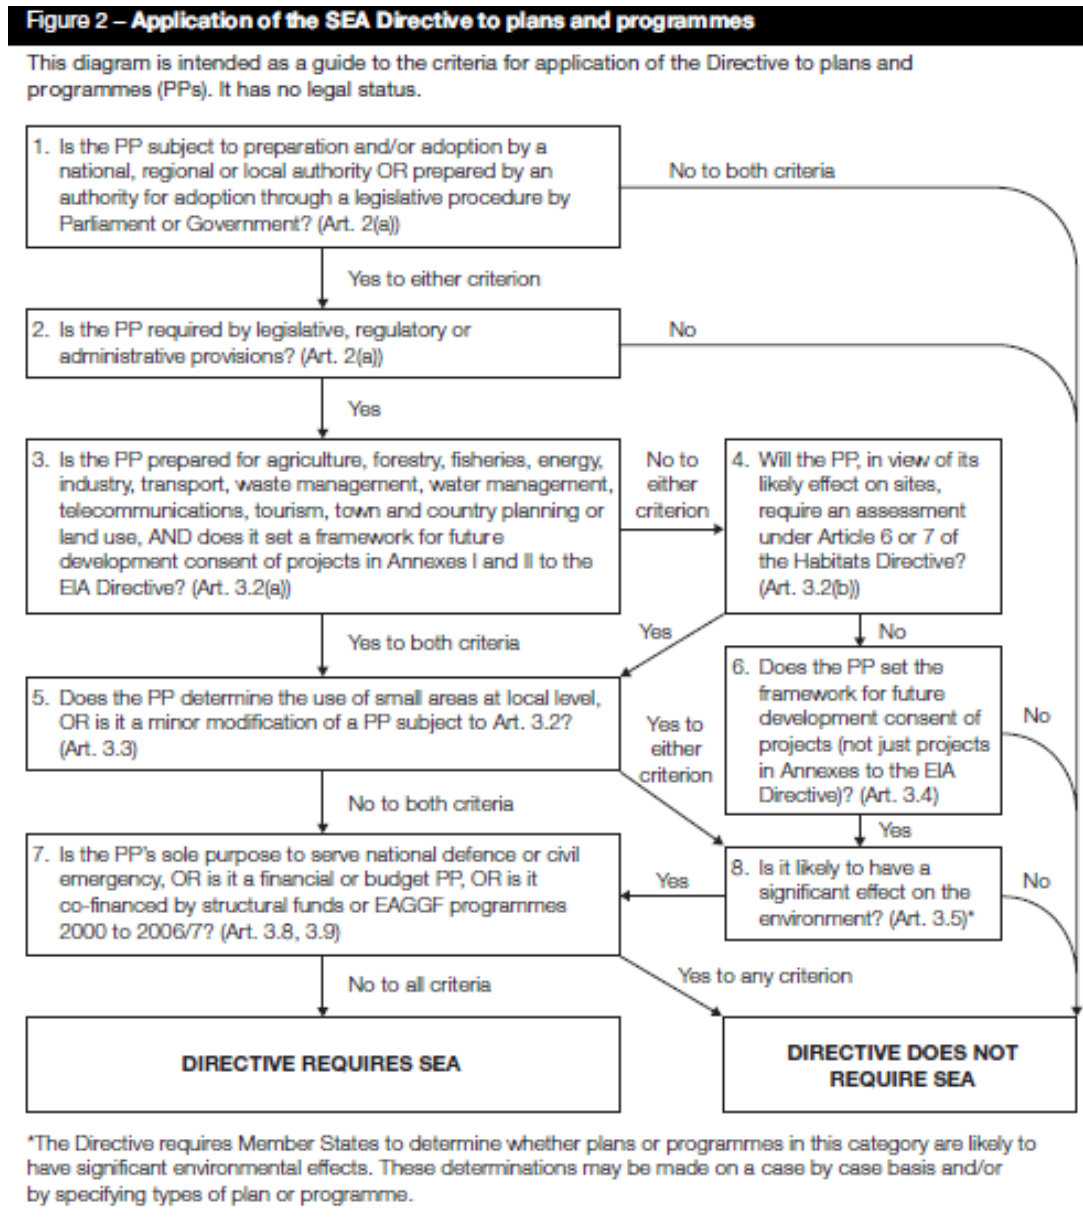 Figure 2 – Application of the SEA Directive to plans and programmes
This diagram is intended as a guide to the criteria for application of the Directive to plans and
programmes (PPs). It has no legal status.
1. Is the PP subject to preparation and/or adoption by a
national, regional or local authority OR prepared by an
authority for adoption through a legislative procedure by
Parliament or Government? (Art. 2(a))
No to both criteria
Yes to either criterion
2. Is the PP required by legislative, regulatory or
administrative provisions? (Art. 2(a))
No
Yes
3. Is the PP prepared for agriculture, forestry, fisheries, energy,
industry, transport, waste management, water management,
telecommunications, tourism, town and country planning or
land use, AND does it set a framework for future
development consent of projects in Annexes I and II to the
EIA Directive? (Art. 3.2(a))
No to
either
criterion
4. Will the PP, in view of its
likely effect on sites,
require an assessment
under Article 6 or 7 of
the Habitats Directive?
(Art. 3.2(b))
Yes to both criteria
Yes
No
5. Does the PP determine the use of small areas at local level,
OR is it a minor modification of a PP subject to Art. 3.2?
(Art. 3.3)
Yes to
either
criterion
6. Does the PP set the
framework for future
development consent of
projects (not just projects
in Annexes to the EIA
Directive)? (Art. 3.4)
No
No to both criteria
Yes
7. Is the PP's sole purpose to serve national defence or civil
emergency, OR is it a financial or budget PP, OR is it
co-financed by structural funds or EAGGF programmes
2000 to 2006/7? (Art. 3.8, 3.9)
Yes
8. Is it likely to have a
significant effect on the
environment? (Art. 3.5)*
No
No to all criteria
Yes to any criterion
DIRECTIVE REQUIRES SEA
DIRECTIVE DOES NOT
REQUIRE SEA
*The Directive requires Member States to determine whether plans or programmes in this category are likely to
have significant environmental effects. These determinations may be made on a case by case basis and/or
by specifying types of plan or programme.